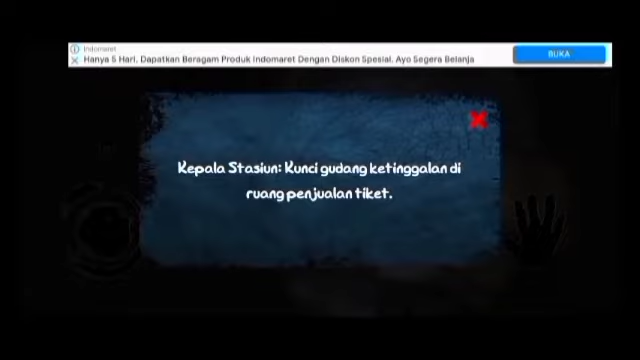 Indomaret
Hanya 5 Hari, Dapatkan Beragam Produk Indomaret Dengan Diskon Spesial. Ayo Segera Belanja
BUKA
Kepala Stasiun: Kunci gudang ketinggalan di
ruang penjualan tiket.